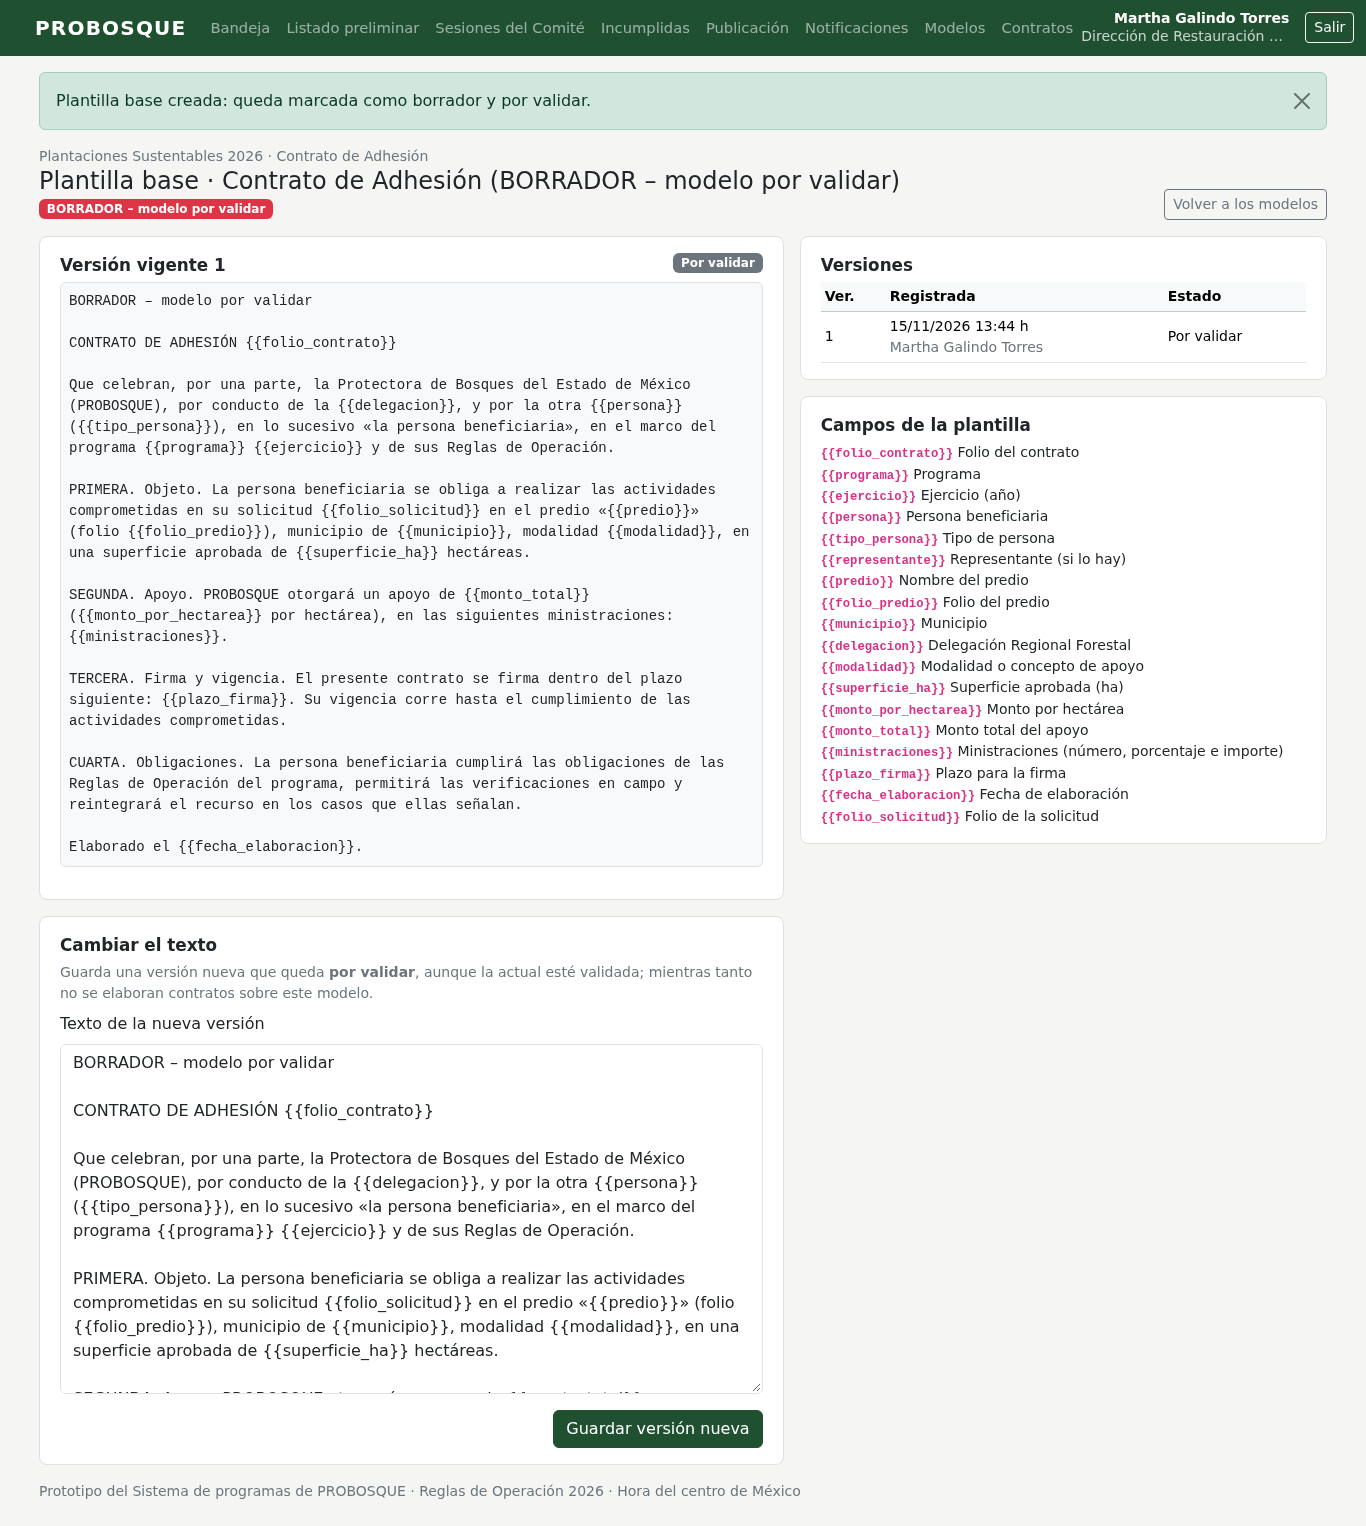 PROBOSQUE
Bandeja
Listado preliminar
Sesiones del Comité
Incumplidas
Publicación
Notificaciones
Modelos
Contratos
Martha Galindo Torres
Dirección de Restauración ...
Salir
Plantilla base creada: queda marcada como borrador y por validar.
Plantaciones Sustentables 2026 · Contrato de Adhesión
Plantilla base · Contrato de Adhesión (BORRADOR – modelo por validar)
BORRADOR – modelo por validar
Volver a los modelos
Versión vigente 1
Por validar
BORRADOR – modelo por validar
CONTRATO DE ADHESIÓN {{folio_contrato}}
Que celebran, por una parte, la Protectora de Bosques del Estado de México
(PROBOSQUE), por conducto de la {{delegacion}}, y por la otra {{persona}}
({{tipo_persona}}), en lo sucesivo «la persona beneficiaria», en el marco del
programa {{programa}} {{ejercicio}} y de sus Reglas de Operación.
PRIMERA. Objeto. La persona beneficiaria se obliga a realizar las actividades
comprometidas en su solicitud {{folio_solicitud}} en el predio «{{predio}}»
(folio {{folio_predio}}), municipio de {{municipio}}, modalidad {{modalidad}}, en
una superficie aprobada de {{superficie_ha}} hectáreas.
SEGUNDA. Apoyo. PROBOSQUE otorgará un apoyo de {{monto_total}}
({{monto_por_hectarea}} por hectárea), en las siguientes ministraciones:
{{ministraciones}}.
TERCERA. Firma y vigencia. El presente contrato se firma dentro del plazo
siguiente: {{plazo_firma}}. Su vigencia corre hasta el cumplimiento de las
actividades comprometidas.
CUARTA. Obligaciones. La persona beneficiaria cumplirá las obligaciones de las
Reglas de Operación del programa, permitirá las verificaciones en campo y
reintegrará el recurso en los casos que ellas señalan.
Elaborado el {{fecha_elaboracion}}.
Versiones
Ver. Registrada Estado
1 15/11/2026 13:44 h Por validar
Martha Galindo Torres
Campos de la plantilla
{{folio_contrato}} Folio del contrato
{{programa}} Programa
{{ejercicio}} Ejercicio (año)
{{persona}} Persona beneficiaria
{{tipo_persona}} Tipo de persona
{{representante}} Representante (si lo hay)
{{predio}} Nombre del predio
{{folio_predio}} Folio del predio
{{municipio}} Municipio
{{delegacion}} Delegación Regional Forestal
{{modalidad}} Modalidad o concepto de apoyo
{{superficie_ha}} Superficie aprobada (ha)
{{monto_por_hectarea}} Monto por hectárea
{{monto_total}} Monto total del apoyo
{{ministraciones}} Ministraciones (número, porcentaje e importe)
{{plazo_firma}} Plazo para la firma
{{fecha_elaboracion}} Fecha de elaboración
{{folio_solicitud}} Folio de la solicitud
Cambiar el texto
Guarda una versión nueva que queda por validar, aunque la actual esté validada; mientras tanto
no se elaboran contratos sobre este modelo.
Texto de la nueva versión
BORRADOR – modelo por validar
CONTRATO DE ADHESIÓN {{folio_contrato}}
Que celebran, por una parte, la Protectora de Bosques del Estado de México
(PROBOSQUE), por conducto de la {{delegacion}}, y por la otra {{persona}}
({{tipo_persona}}), en lo sucesivo «la persona beneficiaria», en el marco del
programa {{programa}} {{ejercicio}} y de sus Reglas de Operación.
PRIMERA. Objeto. La persona beneficiaria se obliga a realizar las actividades
comprometidas en su solicitud {{folio_solicitud}} en el predio «{{predio}}» (folio
{{folio_predio}}), municipio de {{municipio}}, modalidad {{modalidad}}, en una
superficie aprobada de {{superficie_ha}} hectáreas.
Guardar versión nueva
Prototipo del Sistema de programas de PROBOSQUE · Reglas de Operación 2026 · Hora del centro de México